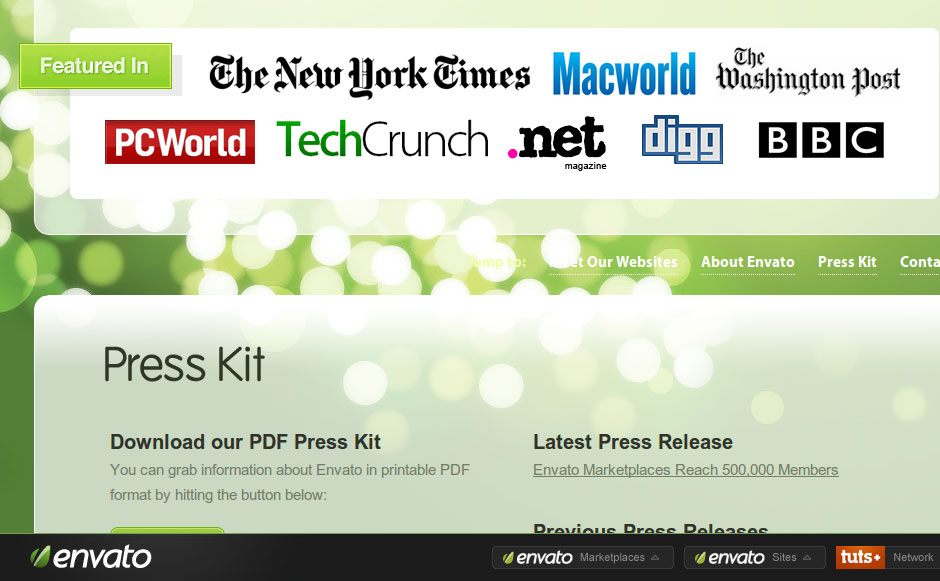 Featured In
The New York Times
Macworld
The Washington Post
PCWorld
TechCrunch
.net
magazine
digg
BBC
Jump to: Meet Our Websites About Envato Press Kit Conta
Press Kit
Download our PDF Press Kit
You can grab information about Envato in printable PDF
format by hitting the button below:
Latest Press Release
Envato Marketplaces Reach 500,000 Members
Previous Press Releases
envato
envato Marketplaces
envato Sites
tuts+ Network